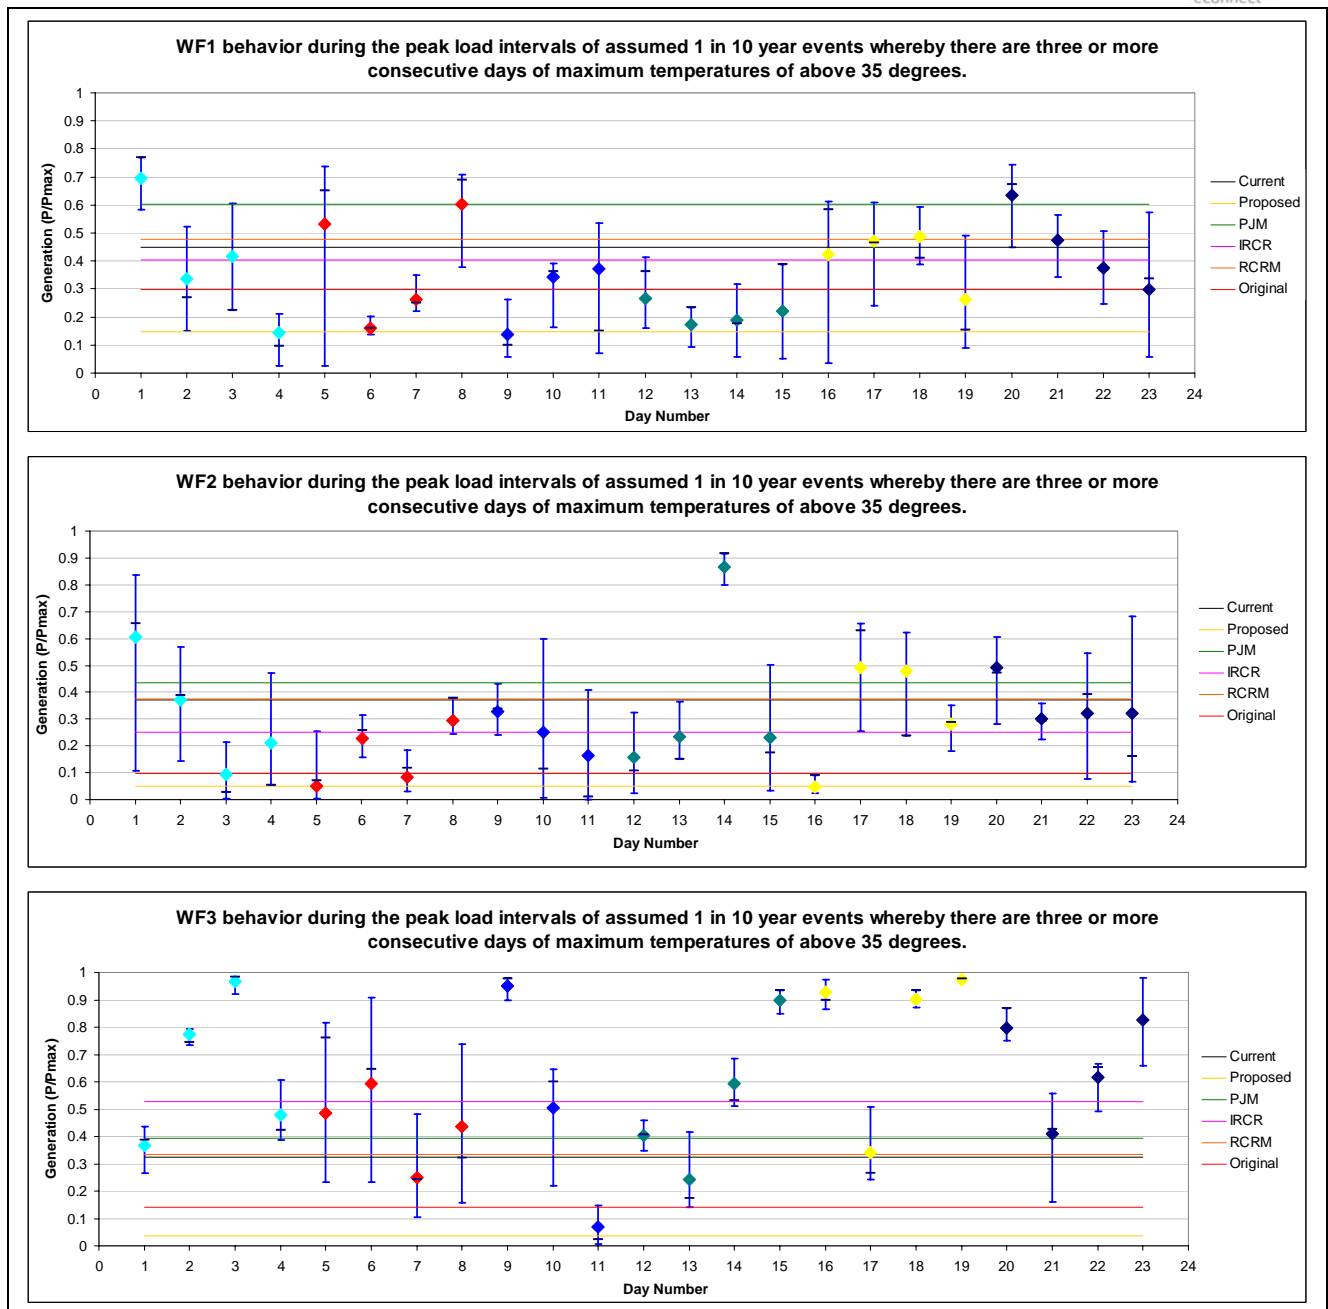 econnect
WF1 behavior during the peak load intervals of assumed 1 in 10 year events whereby there are three or more
consecutive days of maximum temperatures of above 35 degrees.
Generation (P/Pmax)
1
0.9
0.8
0.7
0.6
0.5
0.4
0.3
0.2
0.1
0
0 1 2 3 4 5 6 7 8 9 10 11 12 13 14 15 16 17 18 19 20 21 22 23 24
Day Number
Current
Proposed
PJM
IRCR
RCRM
Original
WF2 behavior during the peak load intervals of assumed 1 in 10 year events whereby there are three or more
consecutive days of maximum temperatures of above 35 degrees.
Generation (P/Pmax)
1
0.9
0.8
0.7
0.6
0.5
0.4
0.3
0.2
0.1
0
0 1 2 3 4 5 6 7 8 9 10 11 12 13 14 15 16 17 18 19 20 21 22 23 24
Day Number
Current
Proposed
PJM
IRCR
RCRM
Original
WF3 behavior during the peak load intervals of assumed 1 in 10 year events whereby there are three or more
consecutive days of maximum temperatures of above 35 degrees.
Generation (P/Pmax)
1
0.9
0.8
0.7
0.6
0.5
0.4
0.3
0.2
0.1
0
0 1 2 3 4 5 6 7 8 9 10 11 12 13 14 15 16 17 18 19 20 21 22 23 24
Day Number
Current
Proposed
PJM
IRCR
RCRM
Original